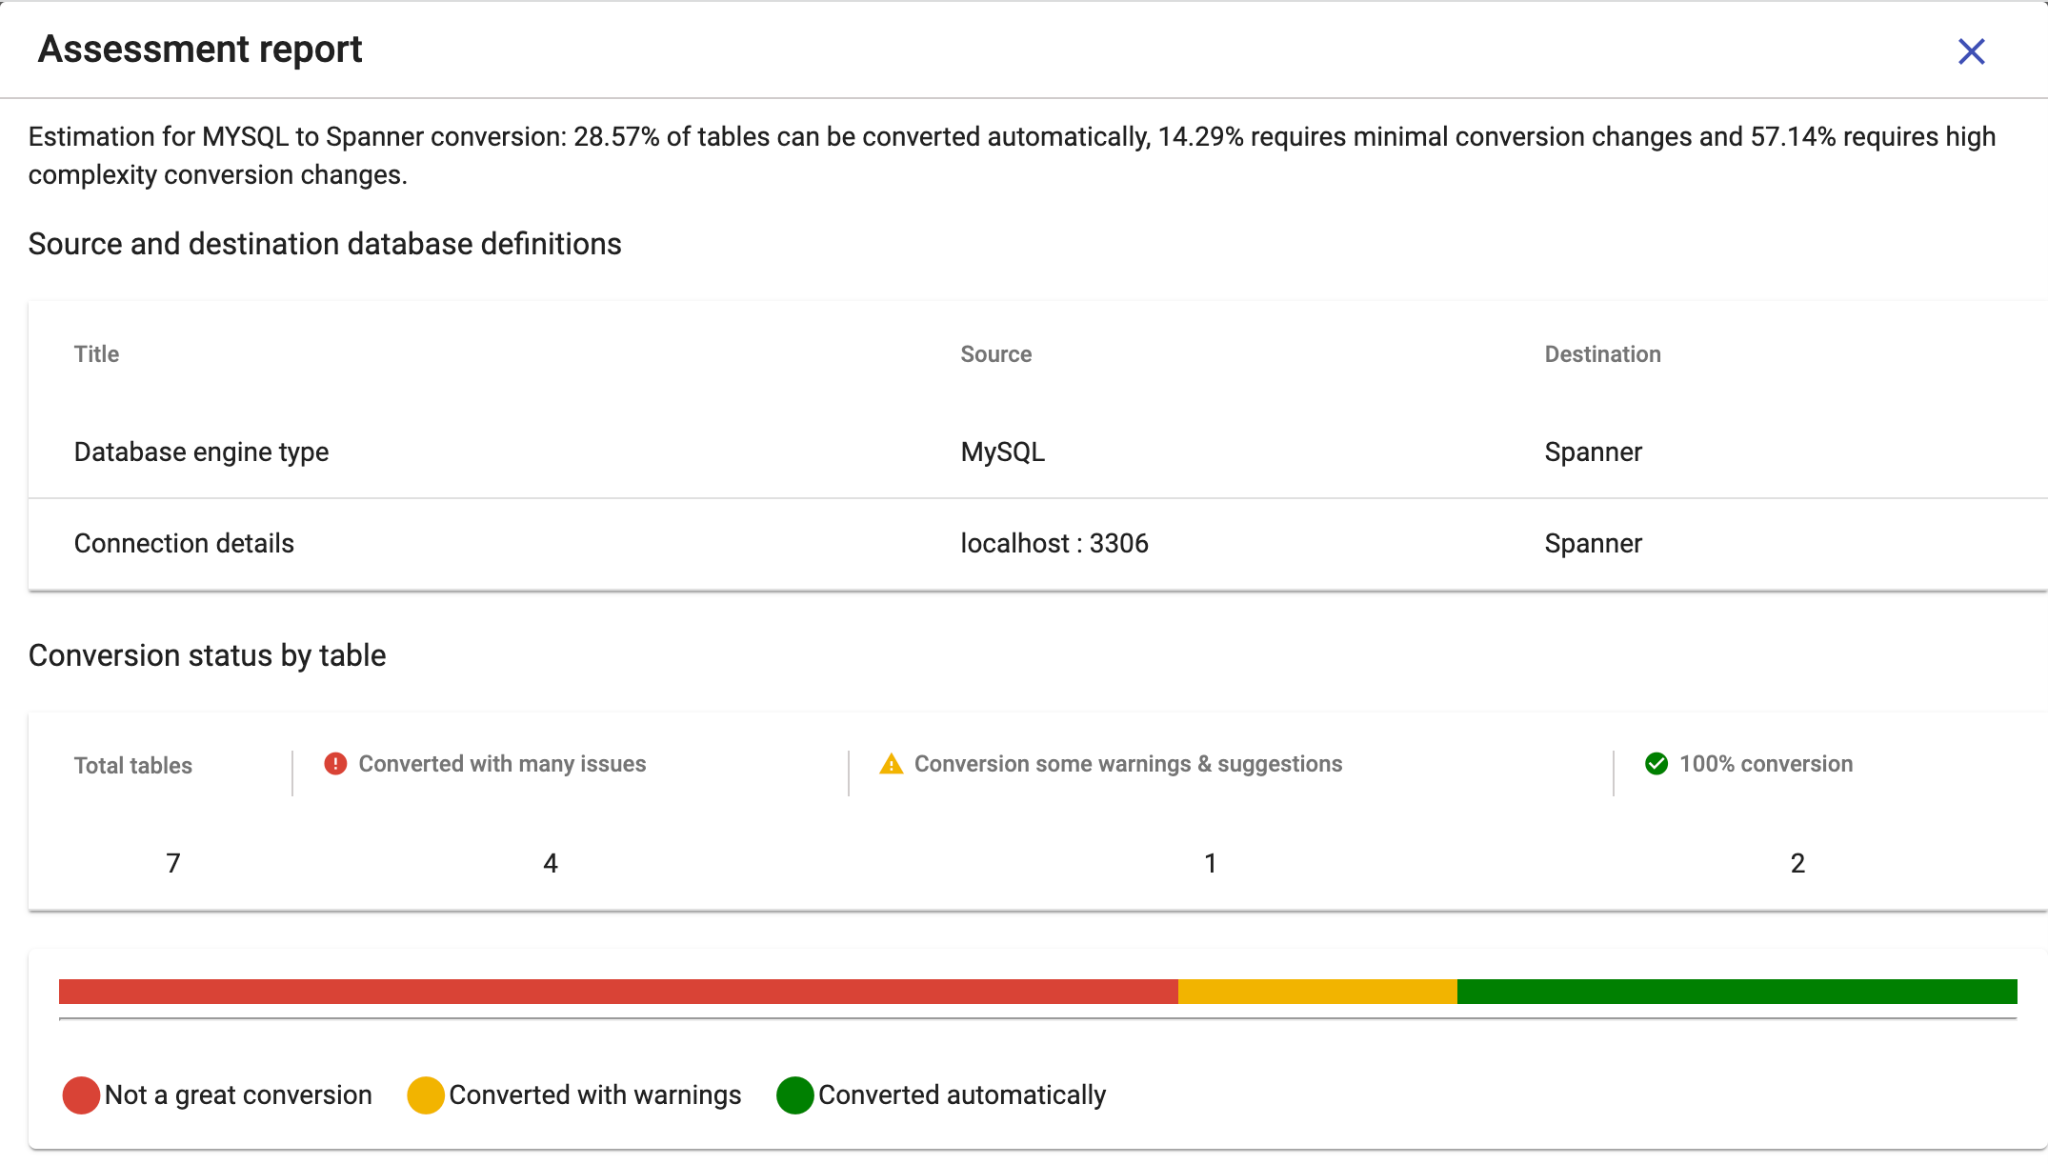 Assessment report
Estimation for MYSQL to Spanner conversion: 28.57% of tables can be converted automatically, 14.29% requires minimal conversion changes and 57.14% requires high
complexity conversion changes.
Source and destination database definitions
Title Source Destination
Database engine type MySQL Spanner
Connection details localhost : 3306 Spanner
Conversion status by table
Total tables Converted with many issues Conversion some warnings & suggestions 100% conversion
7 4 1 2
Not a great conversion Converted with warnings Converted automatically